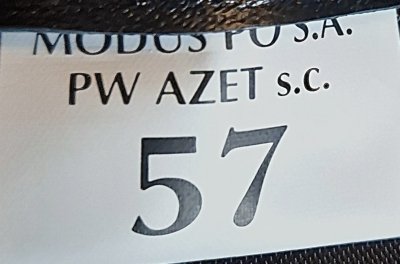 MODUS PO S.A.
PW AZET s.c.
57